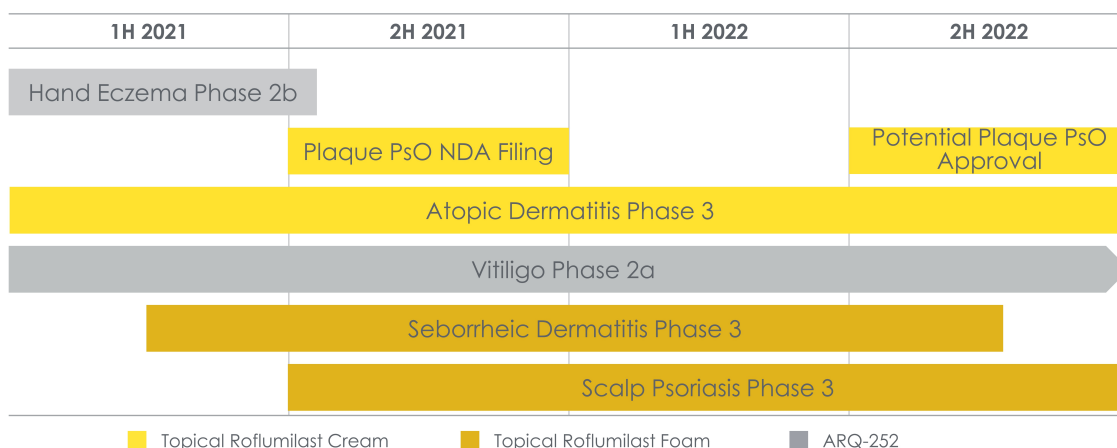 1H 2021 2H 2021 1H 2022 2H 2022
Hand Eczema Phase 2b
Plaque PsO NDA Filing
Potential Plaque PsO
Approval
Atopic Dermatitis Phase 3
Vitiligo Phase 2a
Seborrheic Dermatitis Phase 3
Scalp Psoriasis Phase 3
Topical Roflumilast Cream Topical Roflumilast Foam ARQ-252